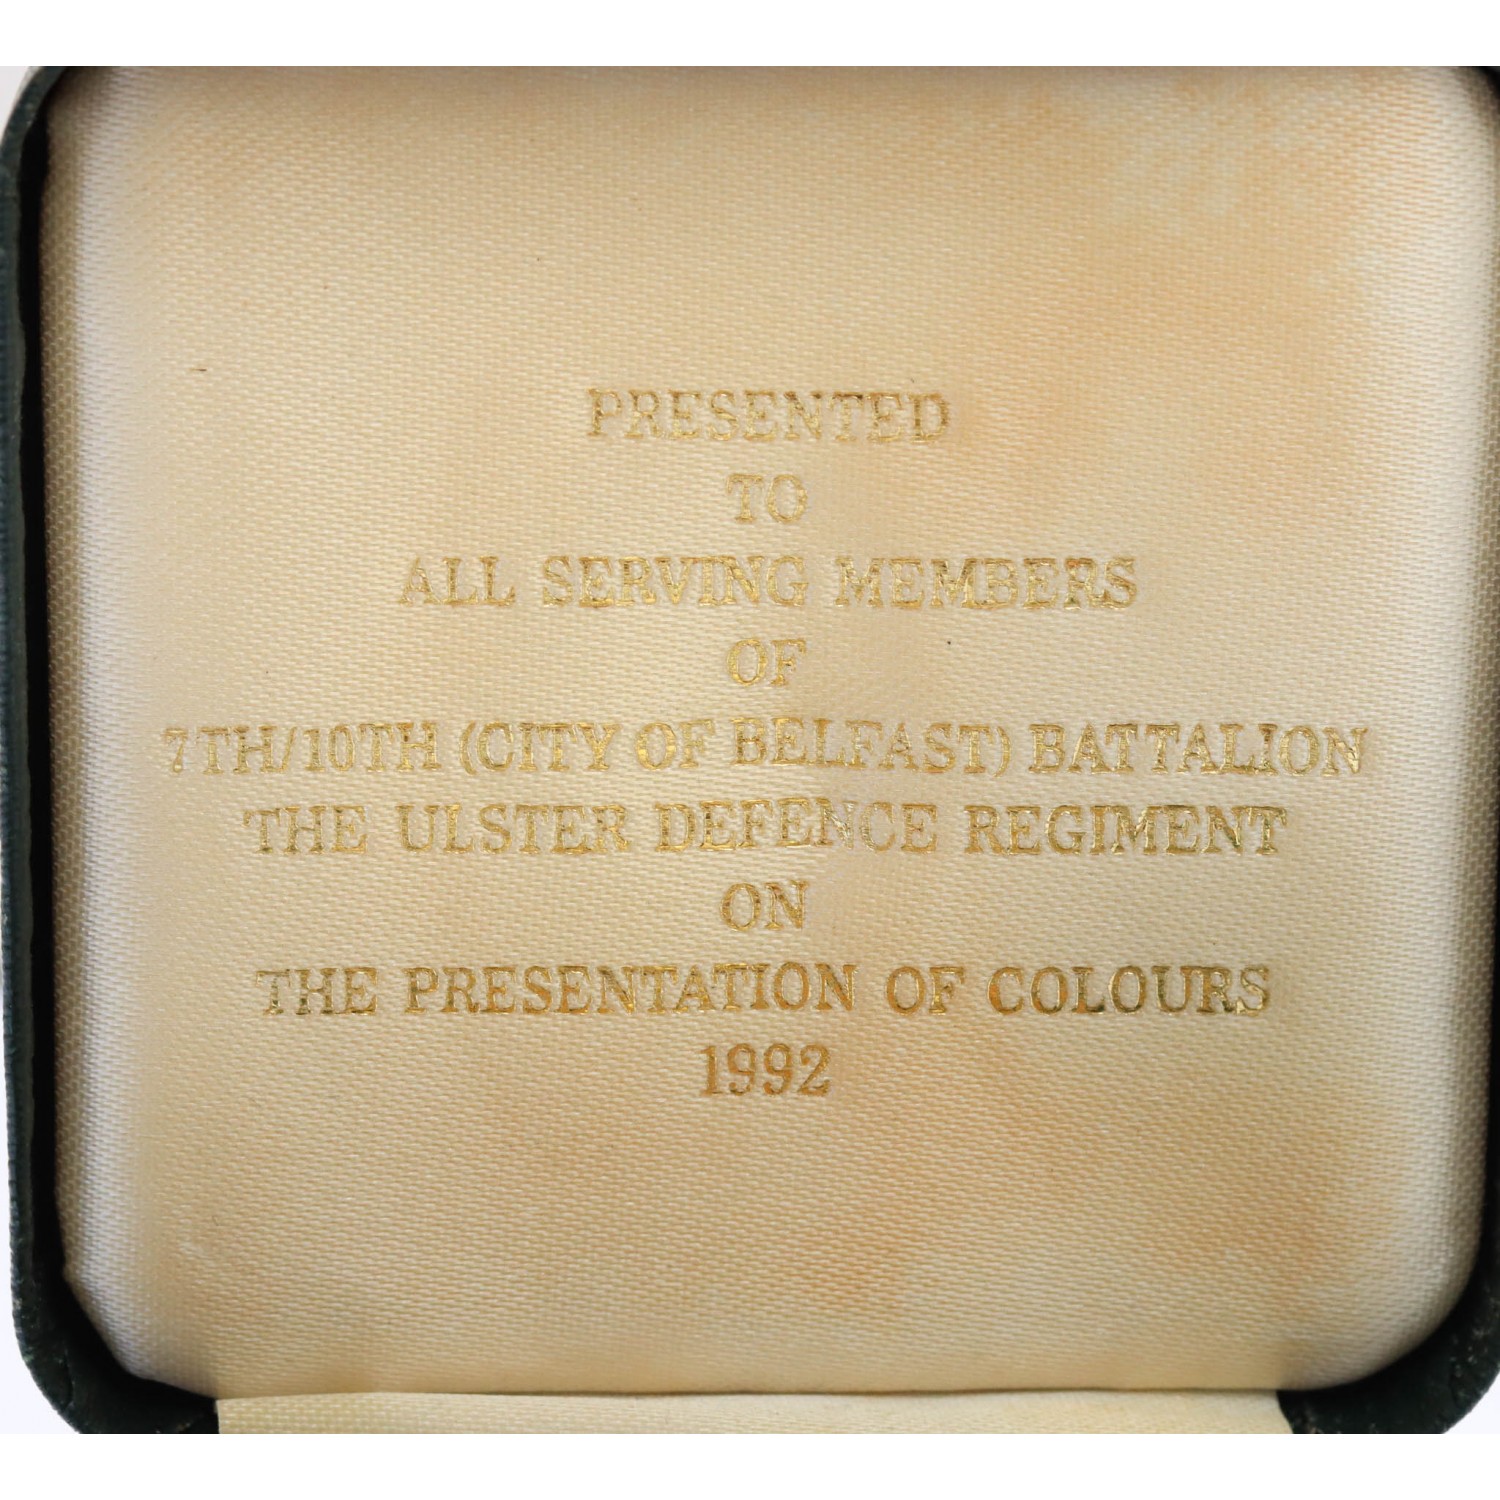 PRESENTED
TO
ALL SERVING MEMBERS
OF
7TH/10TH (CITY OF BELFAST) BATTALION
THE ULSTER DEFENCE REGIMENT
ON
THE PRESENTATION OF COLOURS
1992